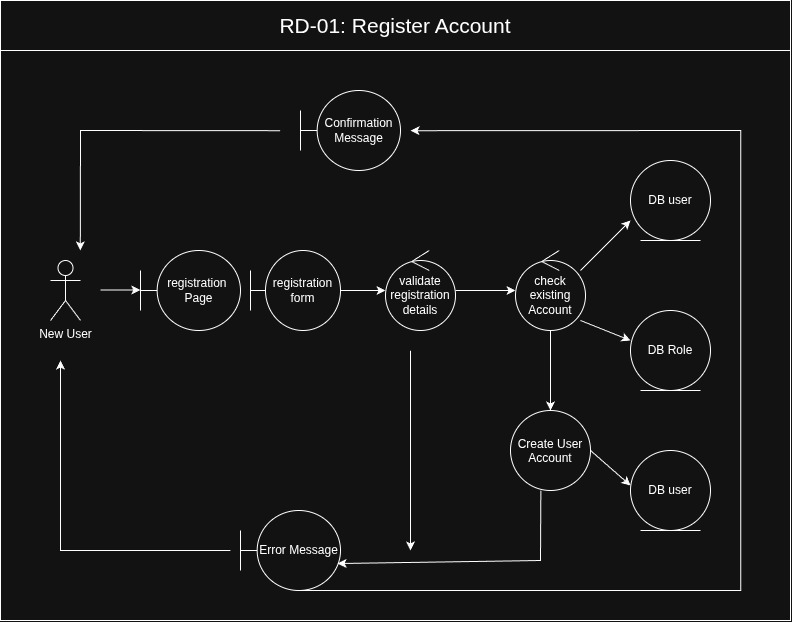 RD-01: Register Account
Confirmation
Message
DB user
New User
registration
Page
registration
form
validate
registration
details
check
existing
Account
DB Role
Create User
Account
DB user
Error Message